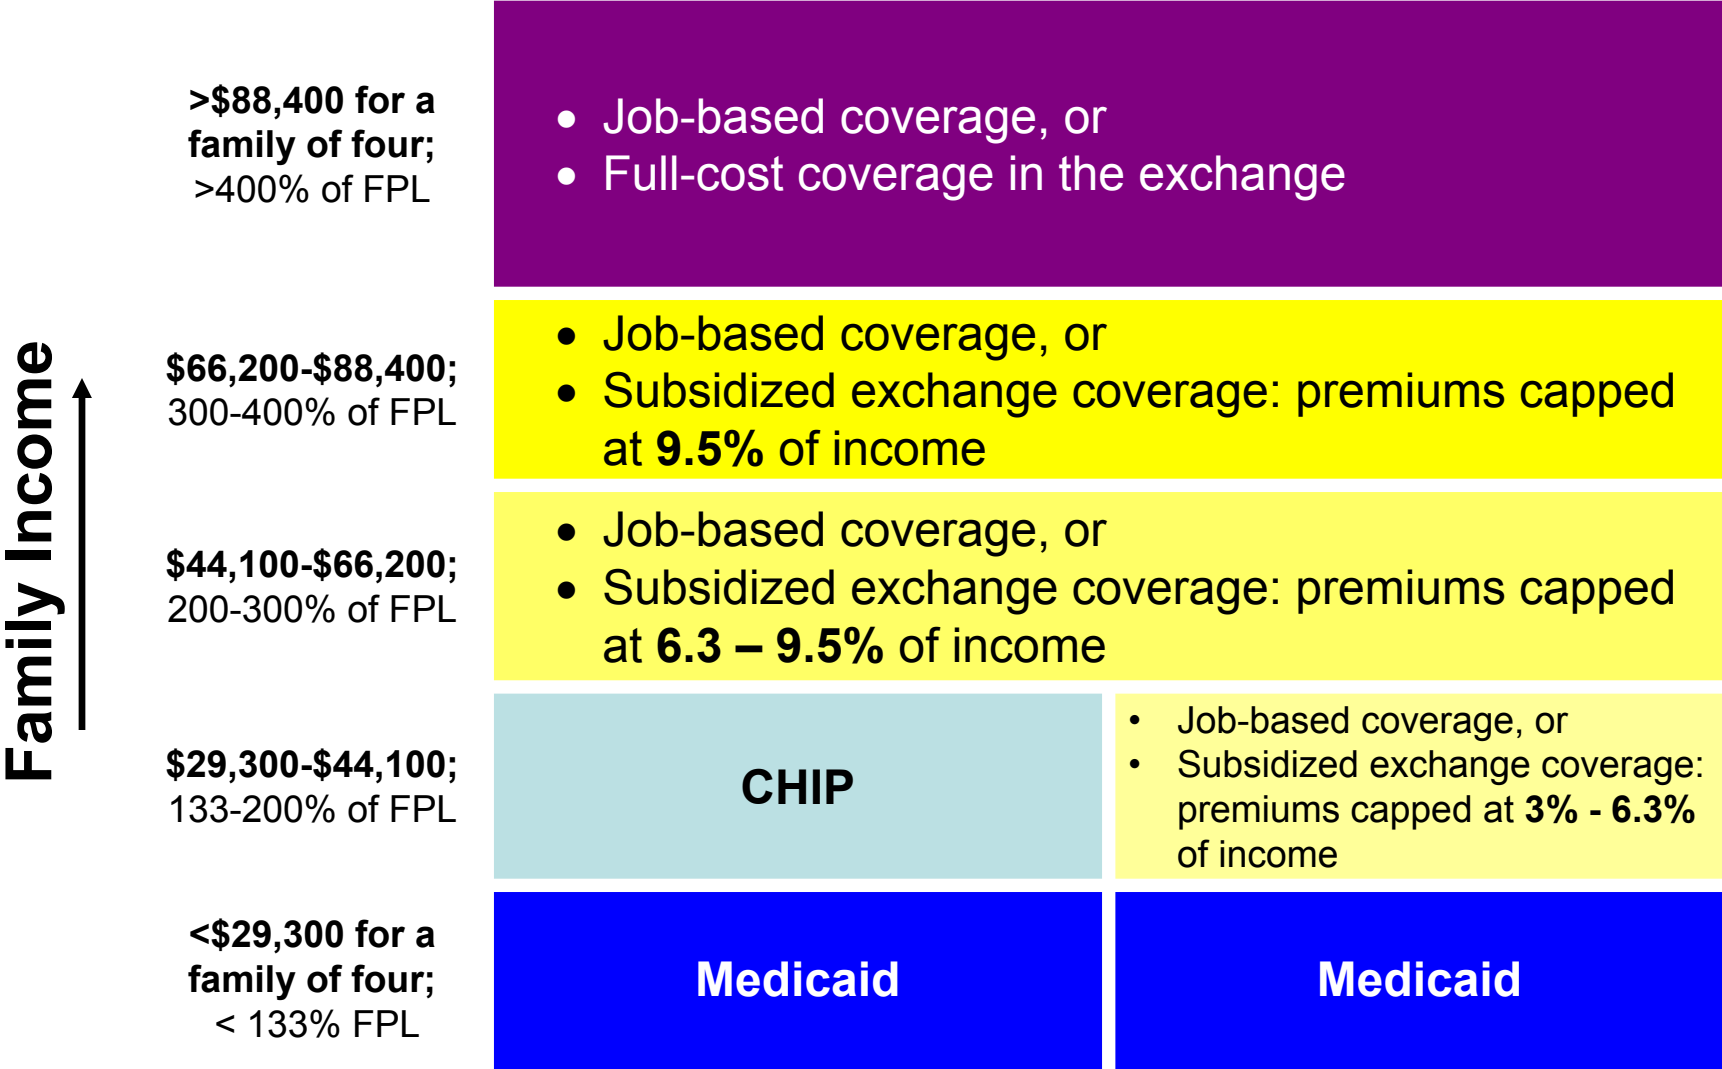 Family Income
>$88,400 for a
family of four;
>400% of FPL
• Job-based coverage, or
• Full-cost coverage in the exchange
$66,200-$88,400;
300-400% of FPL
• Job-based coverage, or
• Subsidized exchange coverage: premiums capped
at 9.5% of income
$44,100-$66,200;
200-300% of FPL
• Job-based coverage, or
• Subsidized exchange coverage: premiums capped
at 6.3 – 9.5% of income
$29,300-$44,100;
133-200% of FPL
CHIP
• Job-based coverage, or
• Subsidized exchange coverage:
premiums capped at 3% - 6.3%
of income
<$29,300 for a
family of four;
< 133% FPL
Medicaid
Medicaid